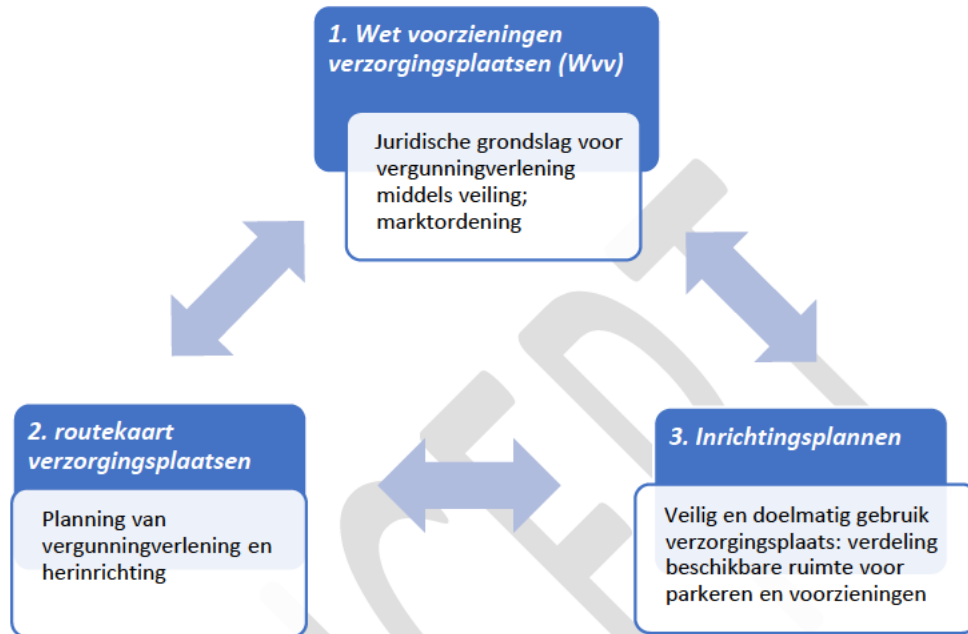 1. Wet voorzieningen
verzorgingsplaatsen (Wvv)
Juridische grondslag voor
vergunningverlening
middels veiling;
marktordening
2. routekaart
verzorgingsplaatsen
Planning van
vergunningverlening en
herinrichting
3. Inrichtingsplannen
Veilig en doelmatig gebruik
verzorgingsplaats: verdeling
beschikbare ruimte voor
parkeren en voorzieningen